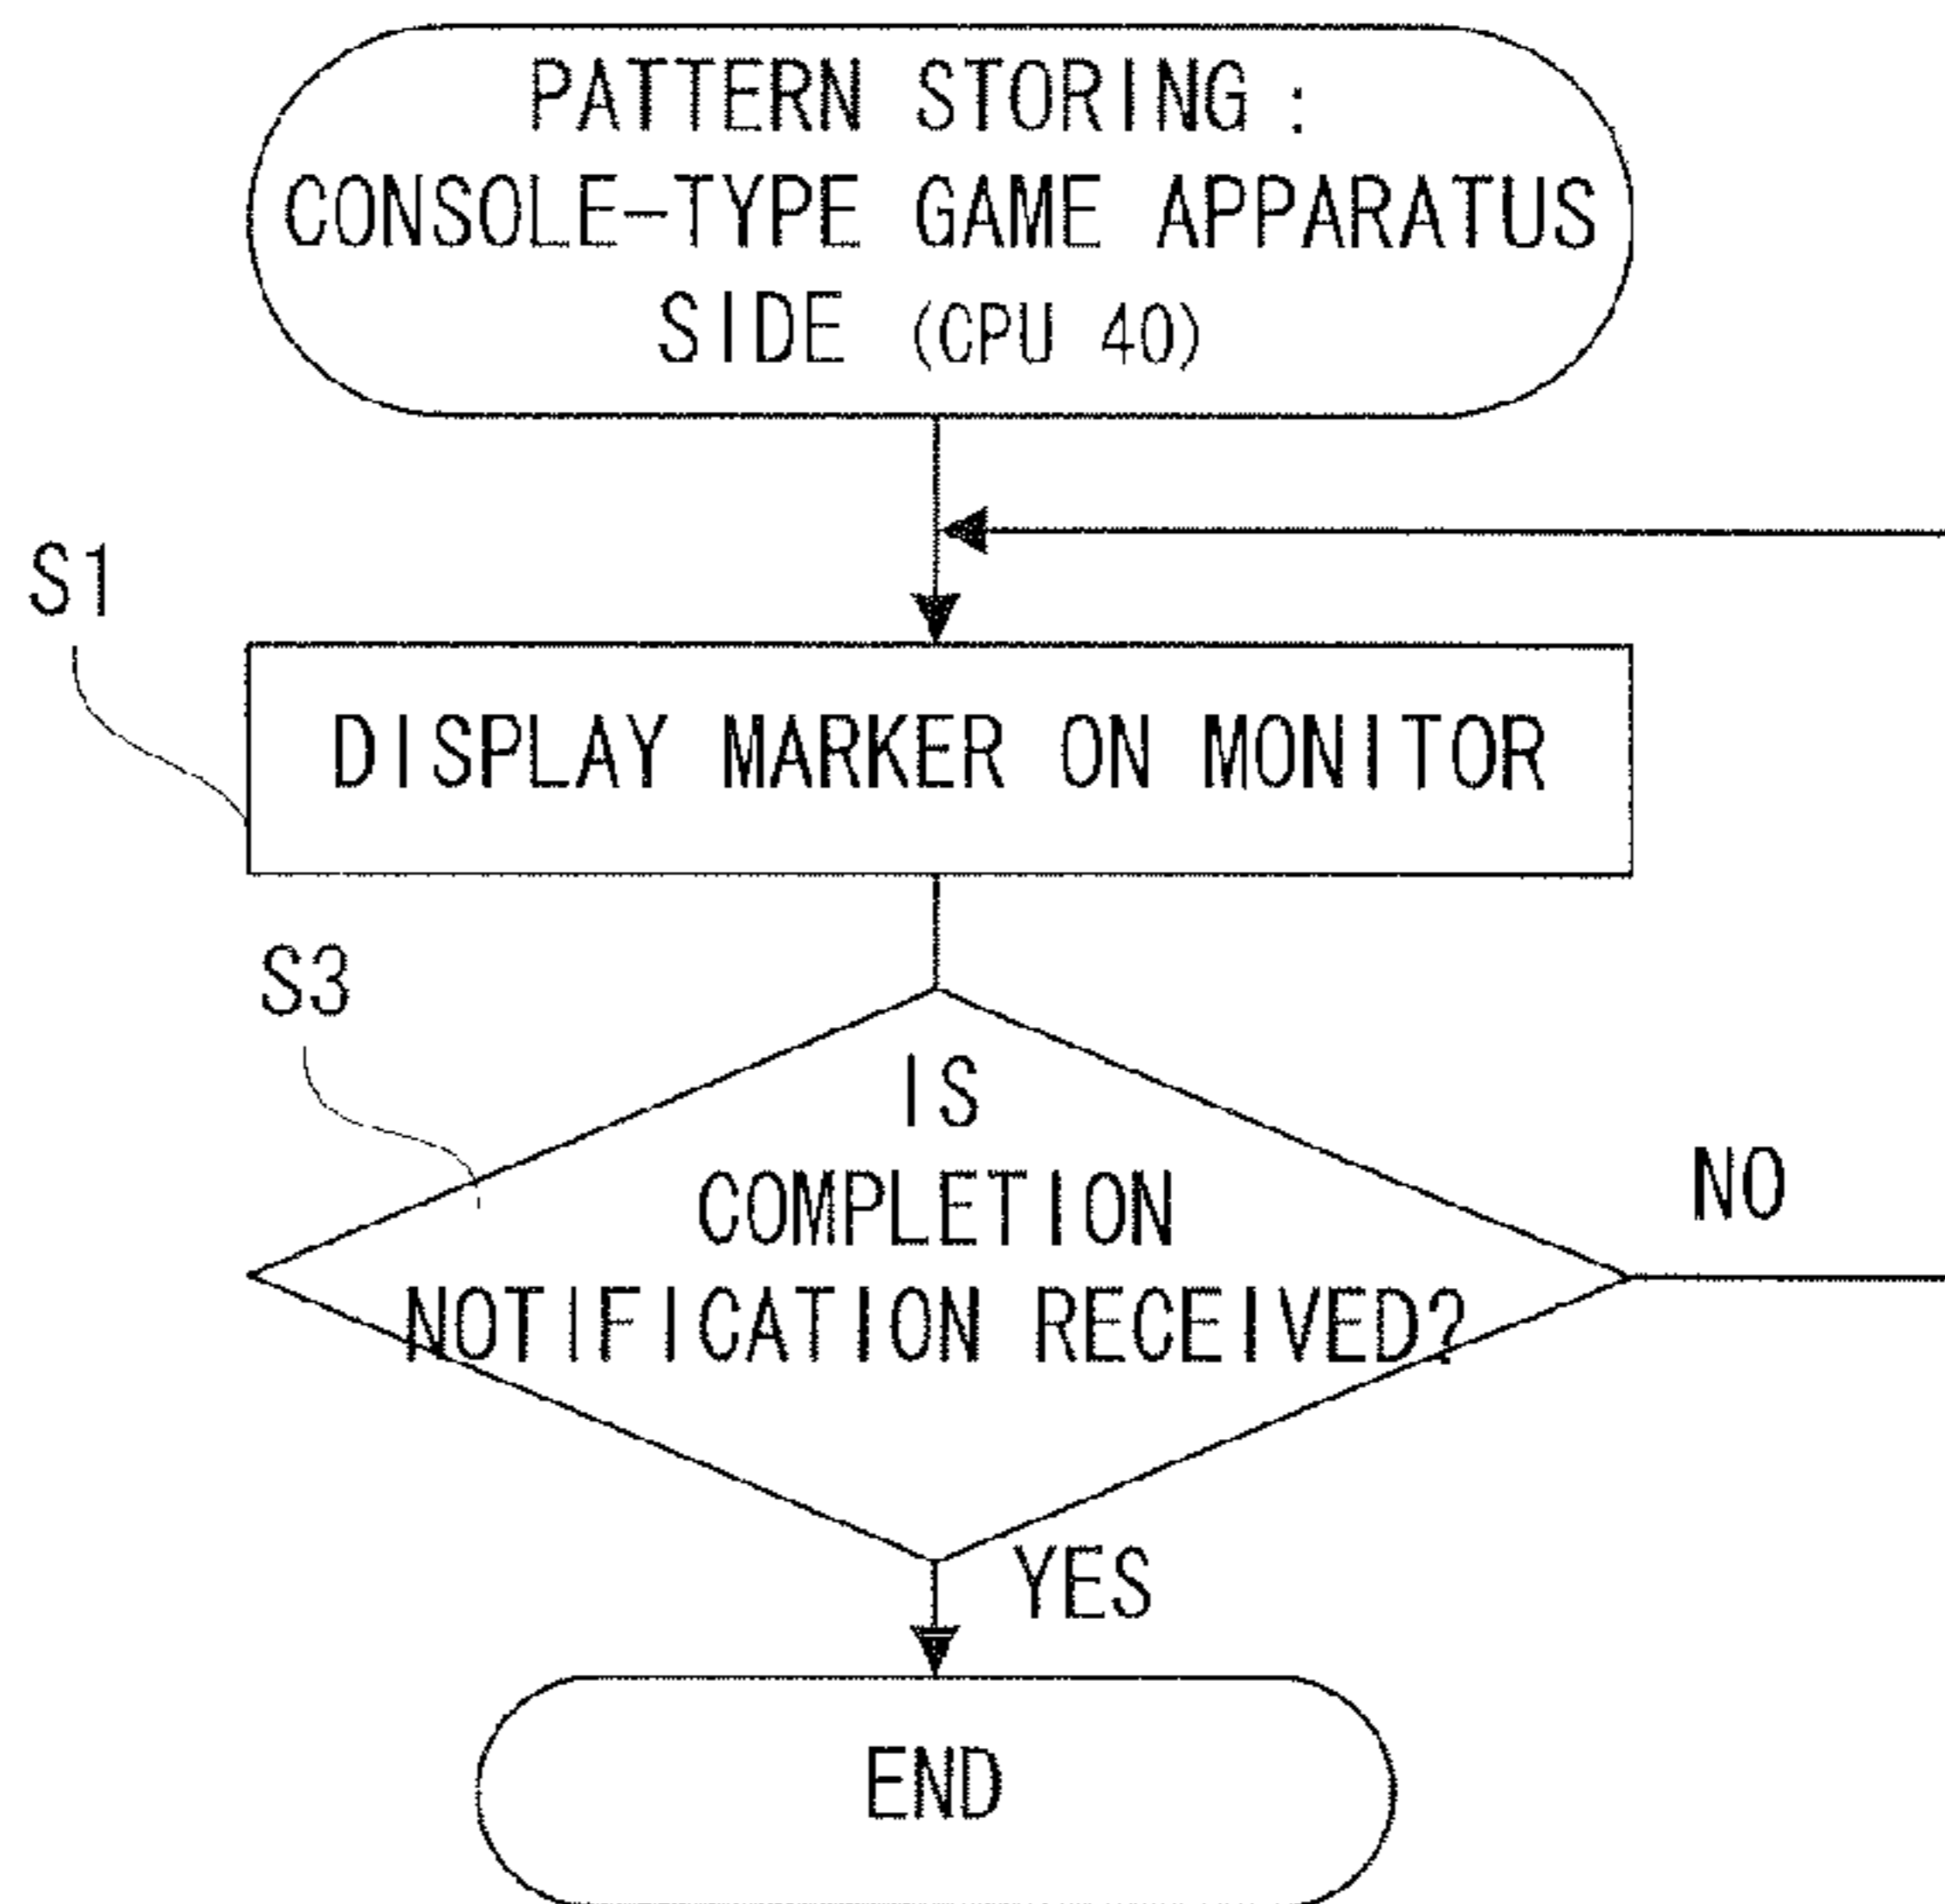 PATTERN STORING :
CONSOLE-TYPE GAME APPARATUS
SIDE (CPU 40)
S1
DISPLAY MARKER ON MONITOR
S3
IS
COMPLETION
NOTIFICATION RECEIVED?
NO
YES
END